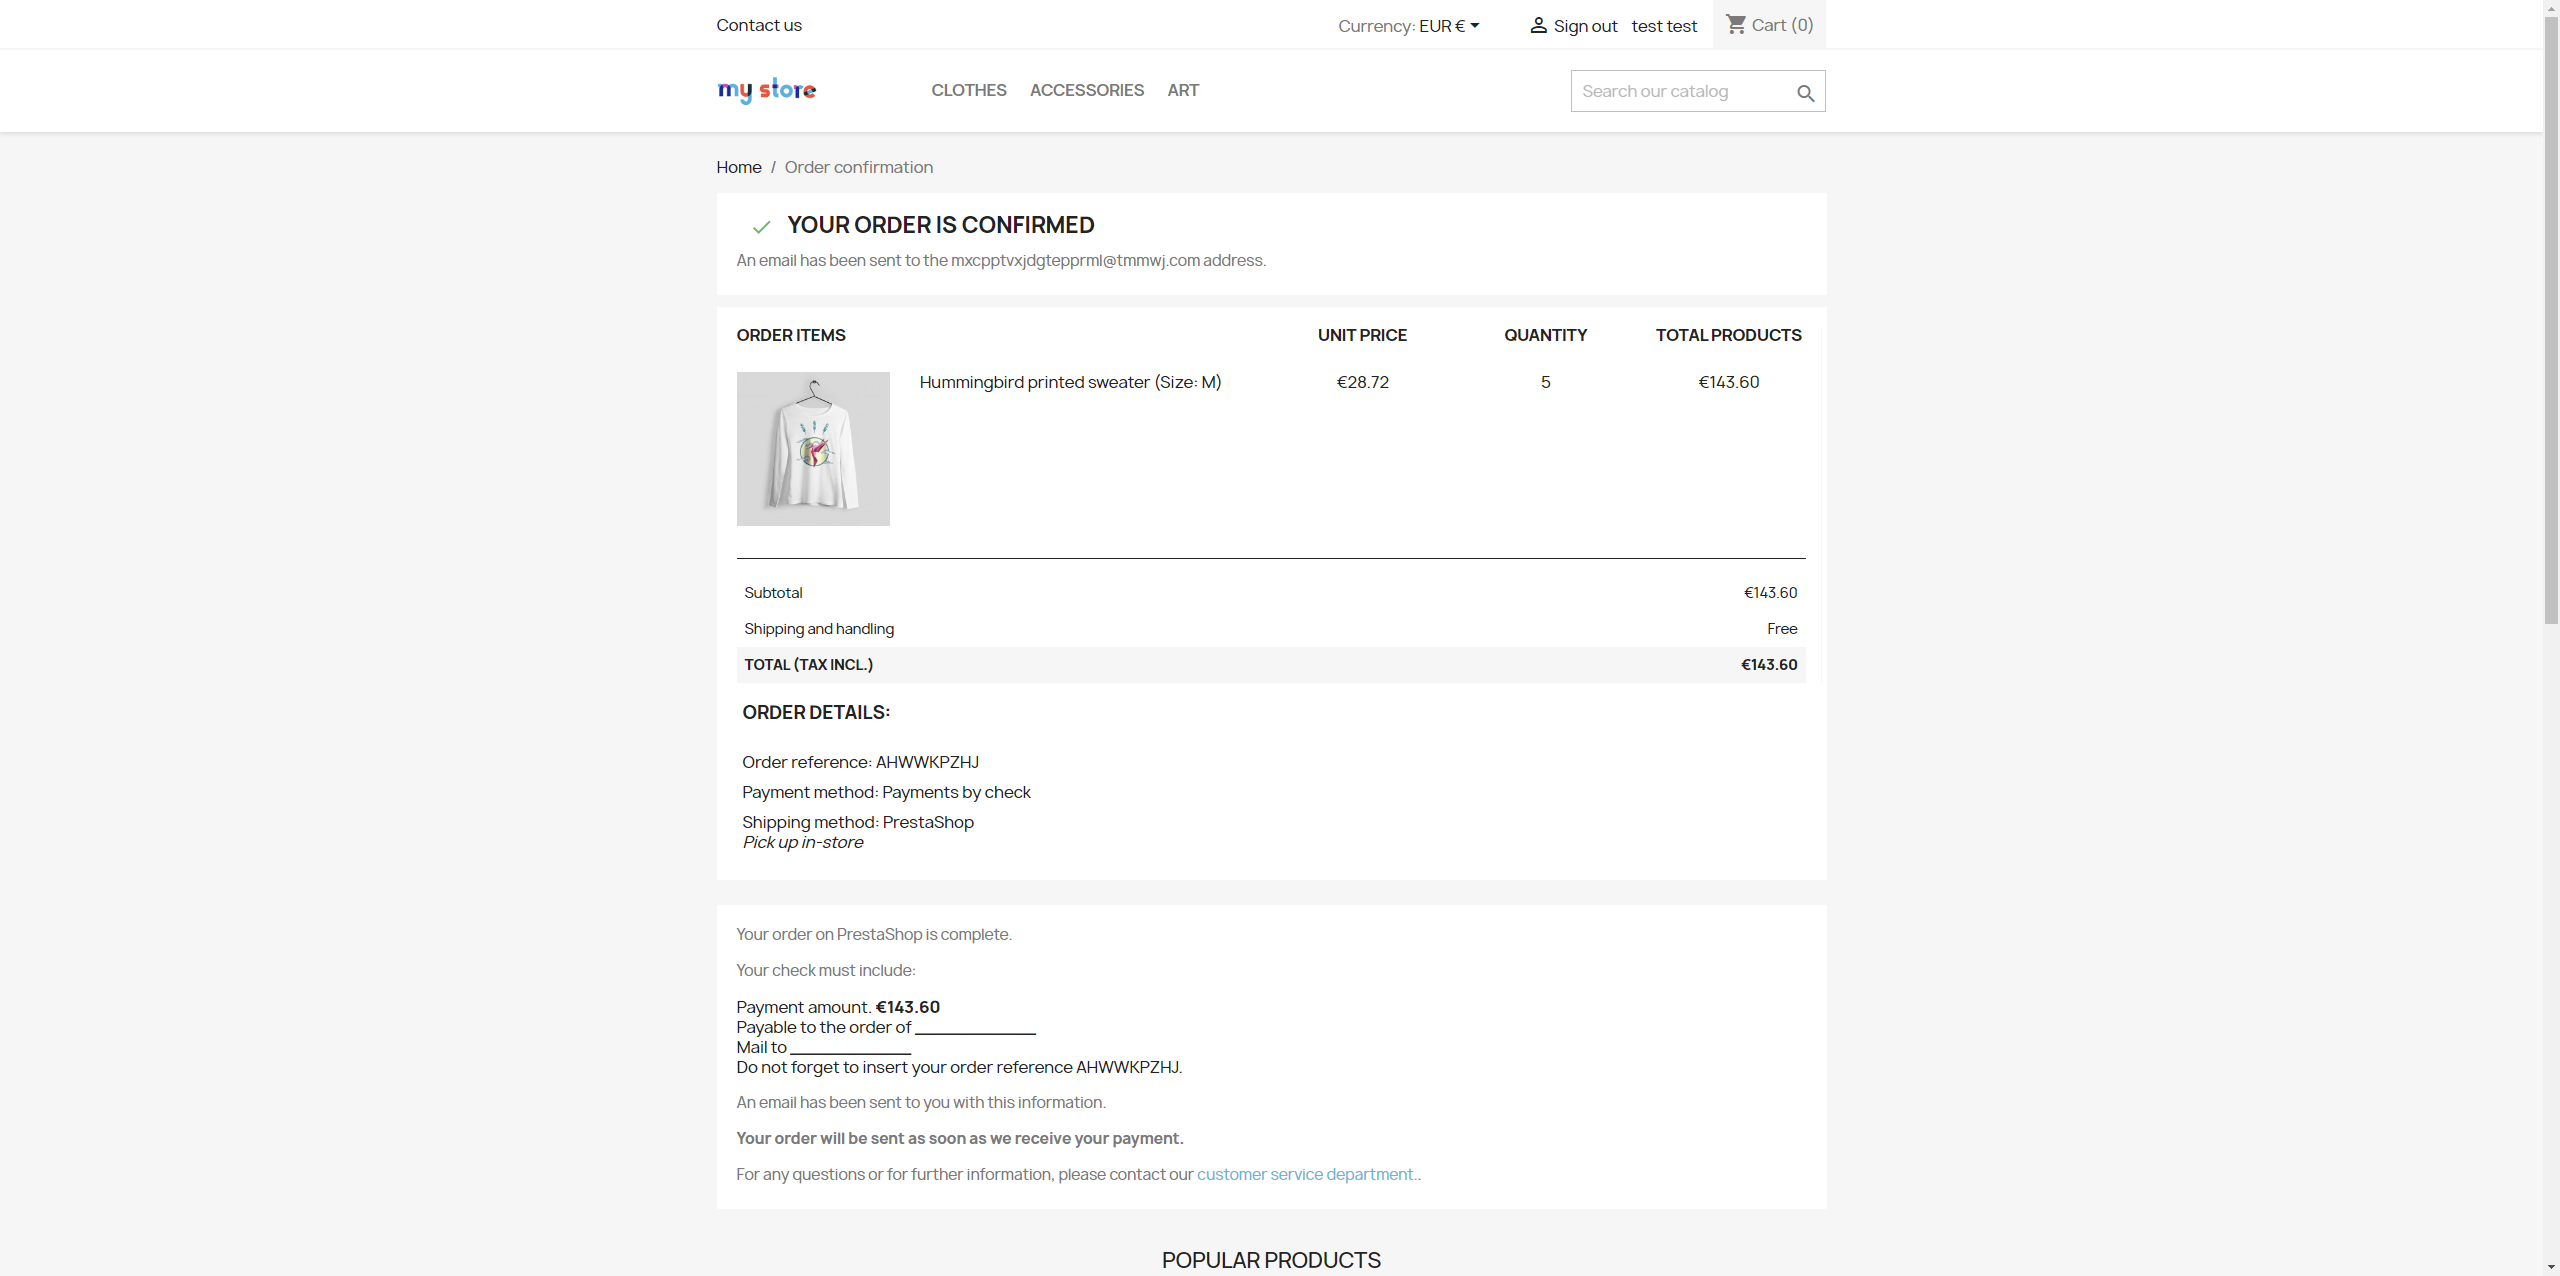 Contact us
Currency: EUR €
Sign out
test test
Cart (0)
my store
CLOTHES
ACCESSORIES
ART
Search our catalog
Home / Order confirmation
YOUR ORDER IS CONFIRMED
An email has been sent to the mxcpptvxjdgtepprml@tmmwj.com address.
ORDER ITEMS UNIT PRICE QUANTITY TOTAL PRODUCTS
Hummingbird printed sweater (Size: M) €28.72 5 €143.60
Subtotal €143.60
Shipping and handling Free
TOTAL (TAX INCL.) €143.60
ORDER DETAILS:
Order reference: AHWWKPZHJ
Payment method: Payments by check
Shipping method: PrestaShop
Pick up in-store
Your order on PrestaShop is complete.
Your check must include:
Payment amount. €143.60
Payable to the order of ______________
Mail to ______________
Do not forget to insert your order reference AHWWKPZHJ.
An email has been sent to you with this information.
Your order will be sent as soon as we receive your payment.
For any questions or for further information, please contact our customer service department..
POPULAR PRODUCTS